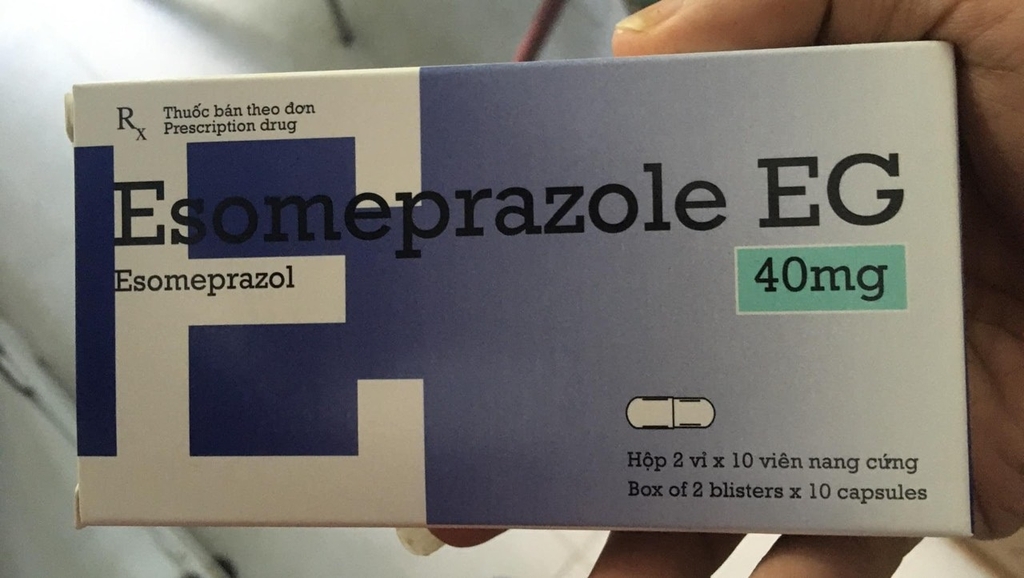 Rx Thuốc bán theo đơn
Prescription drug
Esomeprazole EG
Esomeprazol
40mg
Hộp 2 vỉ x 10 viên nang cứng
Box of 2 blisters x 10 capsules